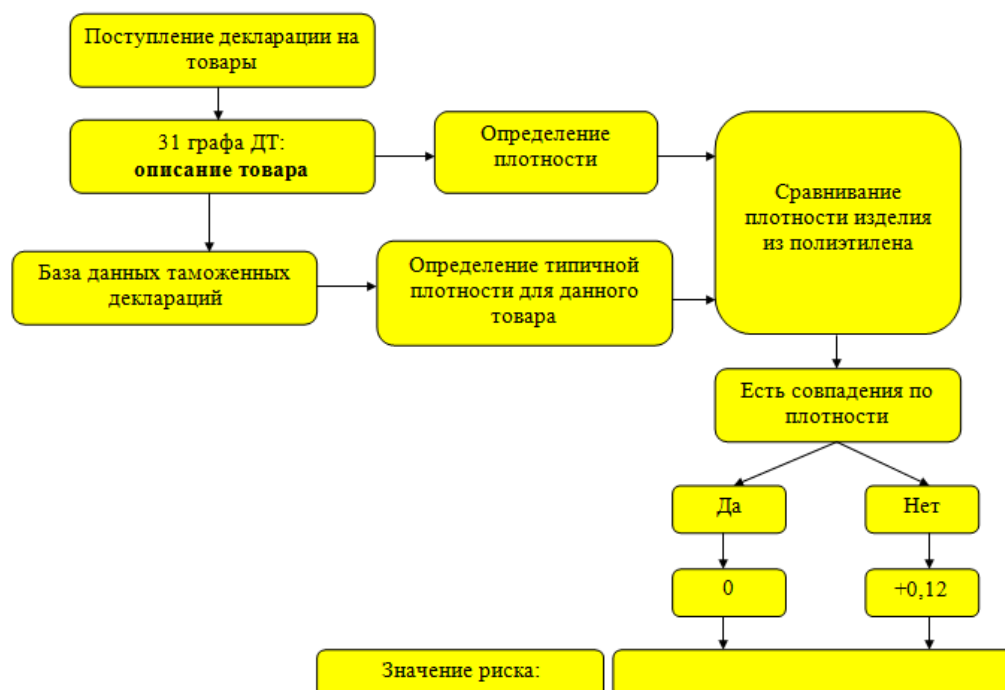 Поступление декларации на
товары
31 графа ДТ:
описание товара
Определение
плотности
Сравнивание
плотности изделия
из полиэтилена
База данных таможенных
деклараций
Определение типичной
плотности для данного
товара
Есть совпадения по
плотности
Да
Нет
0
+0,12
Значение риска: